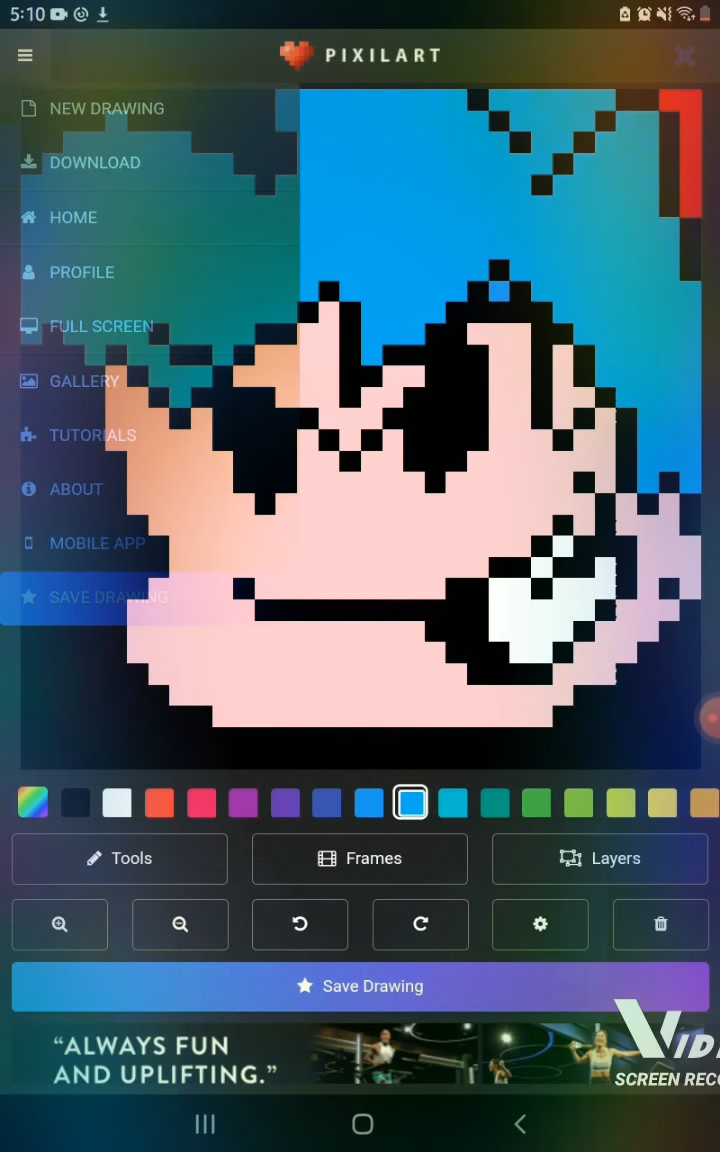 5:10
PIXILART
NEW DRAWING
DOWNLOAD
HOME
PROFILE
FULL SCREEN
GALLERY
TUTORIALS
ABOUT
MOBILE APP
SAVE DRAWING
Tools
Frames
Layers
Save Drawing
“ALWAYS FUN
AND UPLIFTING.”
SCREEN